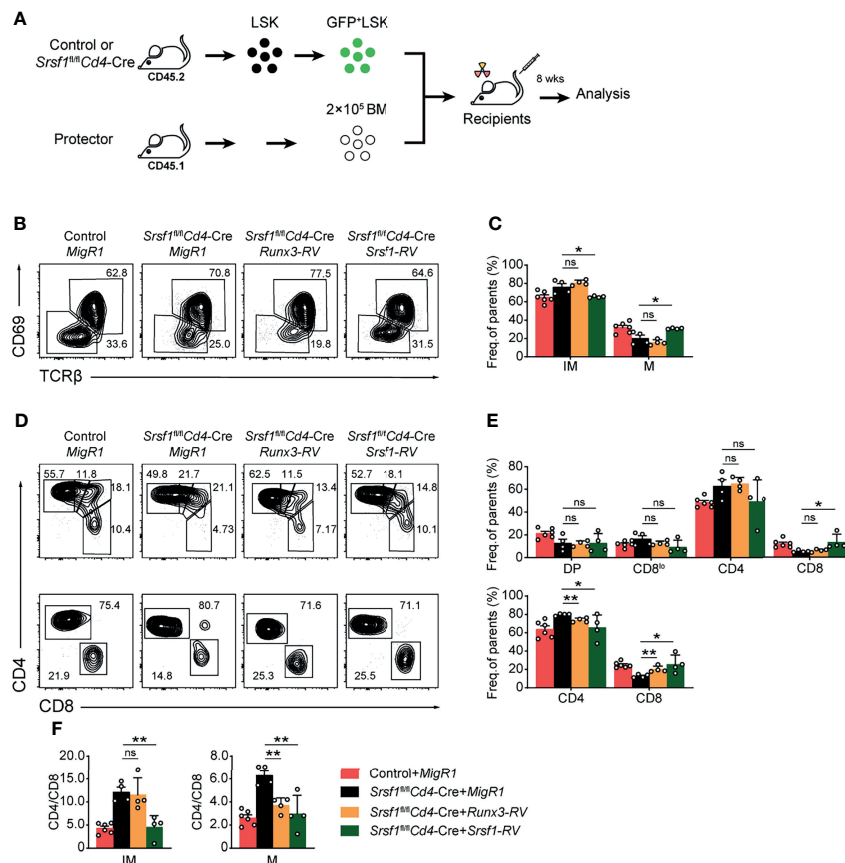 A
Control or
Srsf1fl/flCd4-Cre
CD45.2
LSK
GFP+LSK
Protector
CD45.1
2×10⁵ BM
Recipients
8 wks
Analysis
B
Control
MigR1
Srsf1fl/flCd4-Cre
MigR1
Srsf1fl/flCd4-Cre
Runx3-RV
Srsf1fl/flCd4-Cre
Srsf1-RV
62.8
33.6
70.8
25.0
77.5
19.8
64.6
31.5
CD69
TCRβ
C
Freq.of parents (%)
100
80
60
40
20
0
*
ns
*
ns
IM
M
D
Control
MigR1
Srsf1fl/flCd4-Cre
MigR1
Srsf1fl/flCd4-Cre
Runx3-RV
Srsf1fl/flCd4-Cre
Srsf1-RV
55.7 11.8
18.1
10.4
49.8 21.7
21.1
4.73
62.5 11.5
13.4
7.17
52.7 18.1
14.8
10.1
75.4
21.9
80.7
14.8
71.6
25.3
71.1
25.5
CD4
CD8
E
Freq.of parents (%)
80
60
40
20
0
ns
ns
ns
ns
ns
ns
*
ns
DP
CD8lo
CD4
CD8
Freq.of parents (%)
100
80
60
40
20
0
*
**
*
**
CD4
CD8
F
CD4/CD8
20.0
15.0
10.0
5.0
0
**
ns
IM
CD4/CD8
8.0
6.0
4.0
2.0
0
**
**
M
Control+MigR1
Srsf1fl/flCd4-Cre+MigR1
Srsf1fl/flCd4-Cre+Runx3-RV
Srsf1fl/flCd4-Cre+Srsf1-RV